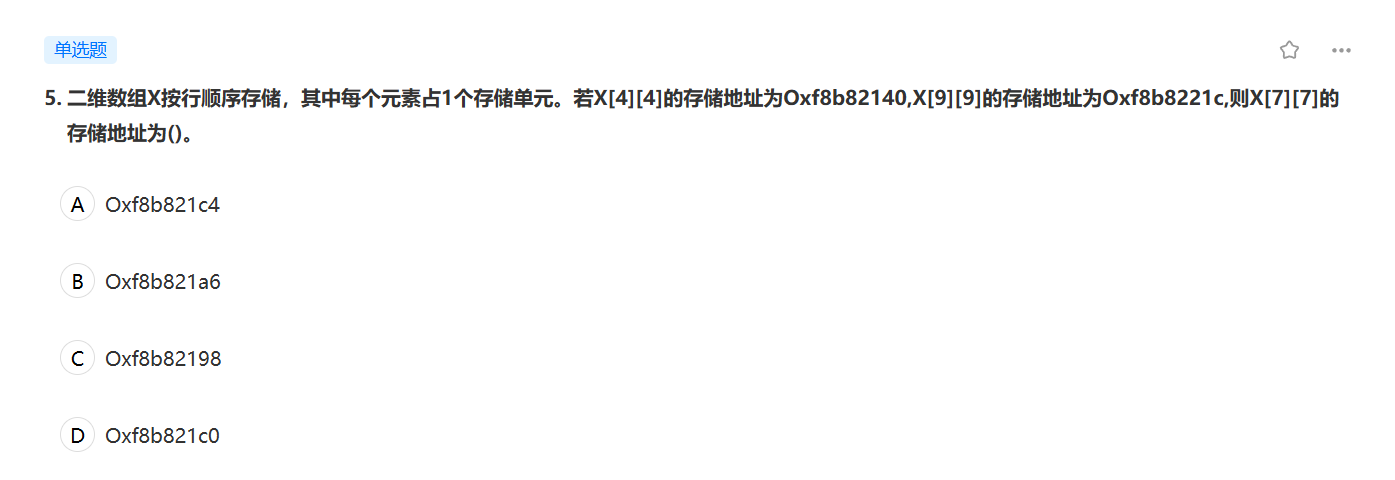 单选题
5. 二维数组X按行顺序存储，其中每个元素占1个存储单元。若X[4][4]的存储地址为Oxf8b82140,X[9][9]的存储地址为Oxf8b8221c,则X[7][7]的
存储地址为()。
A Oxf8b821c4
B Oxf8b821a6
C Oxf8b82198
D Oxf8b821c0